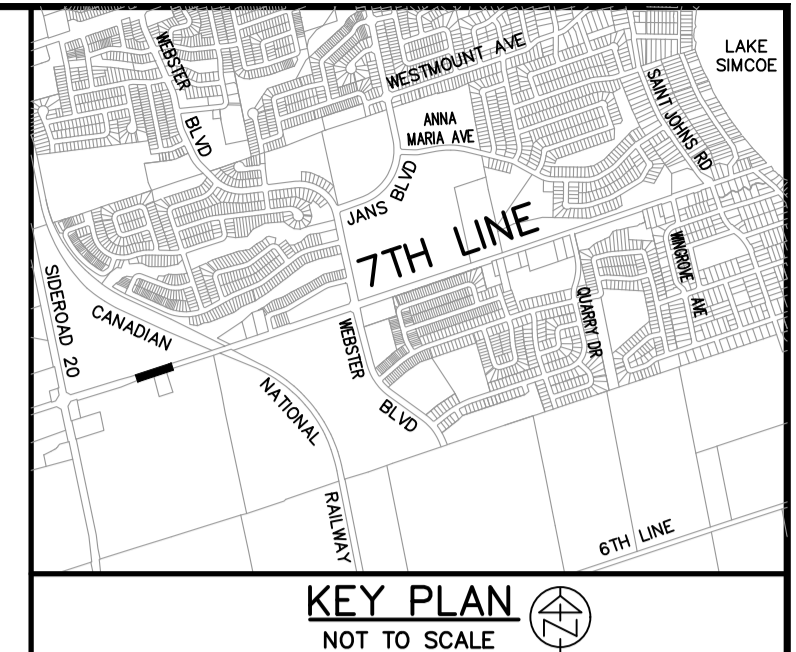 WEBSTER
BLVD
WESTMOUNT AVE
LAKE
SIMCOE
ANNA
MARIA AVE
SAINT JOHNS RD
JANS BLVD
7TH LINE
WINGROVE AVE
SIDEROAD 20
CANADIAN
NATIONAL
RAILWAY
WEBSTER
BLVD
QUARRY DR
6TH LINE
KEY PLAN
N
NOT TO SCALE